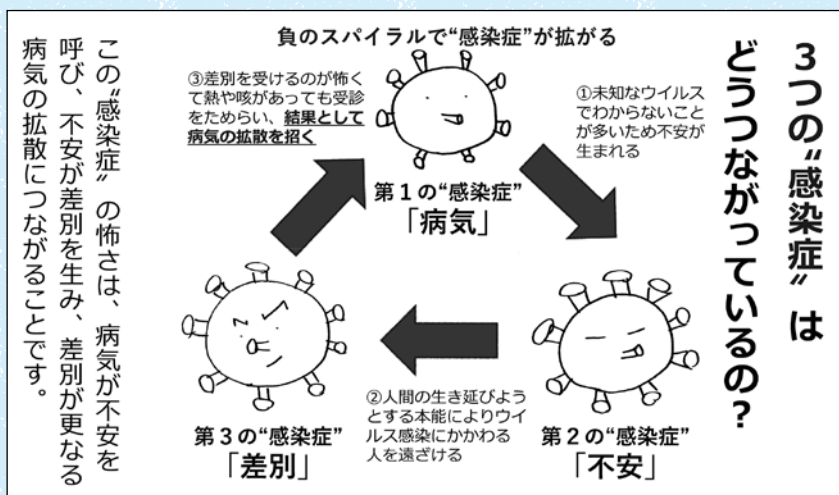 3つの“感染症”は
どうつながっているの?
負のスパイラルで“感染症”が拡がる
第1の“感染症”
「病気」
①未知なウイルス
でわからないこと
が多いため不安が
生まれる
第2の“感染症”
「不安」
②人間の生き延びよう
とする本能によりウイ
ルス感染にかかわる
人を遠ざける
第3の“感染症”
「差別」
③差別を受けるのが怖く
て熱や咳があっても受診
をためらい、結果として
病気の拡散を招く
この“感染症”の怖さは、病気が不安を
呼び、不安が差別を生み、差別が更なる
病気の拡散につながることです。